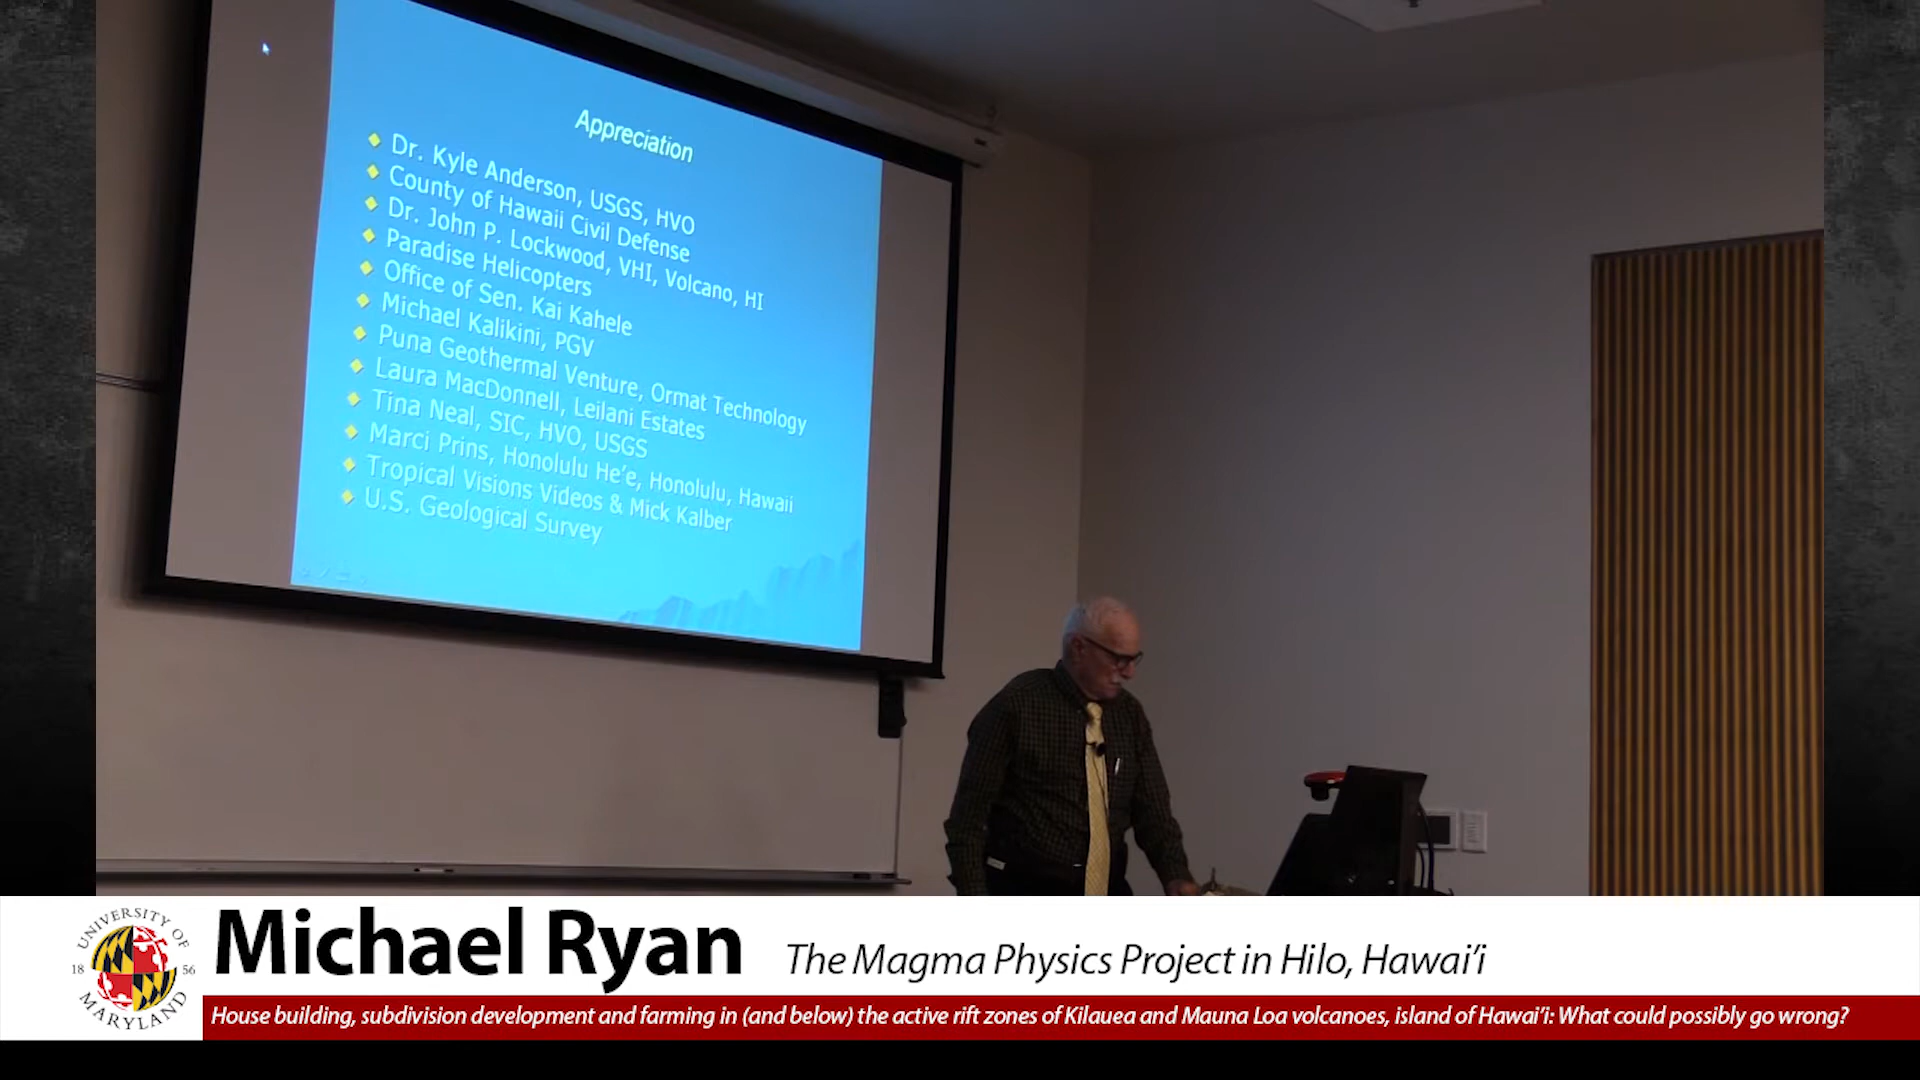 Appreciation
Dr. Kyle Anderson, USGS, HVO
County of Hawaii Civil Defense
Dr. John P. Lockwood, VHI, Volcano, HI
Paradise Helicopters
Office of Sen. Kai Kahele
Michael Kalikini, PGV
Puna Geothermal Venture, Ormat Technology
Laura MacDonnell, Leilani Estates
Tina Neal, SIC, HVO, USGS
Marci Prins, Honolulu He'e, Honolulu, Hawaii
Tropical Visions Videos & Mick Kalber
U.S. Geological Survey
UNIVERSITY OF
18 56
MARYLAND
Michael Ryan
The Magma Physics Project in Hilo, Hawai‘i
House building, subdivision development and farming in (and below) the active rift zones of Kilauea and Mauna Loa volcanoes, island of Hawai‘i: What could possibly go wrong?